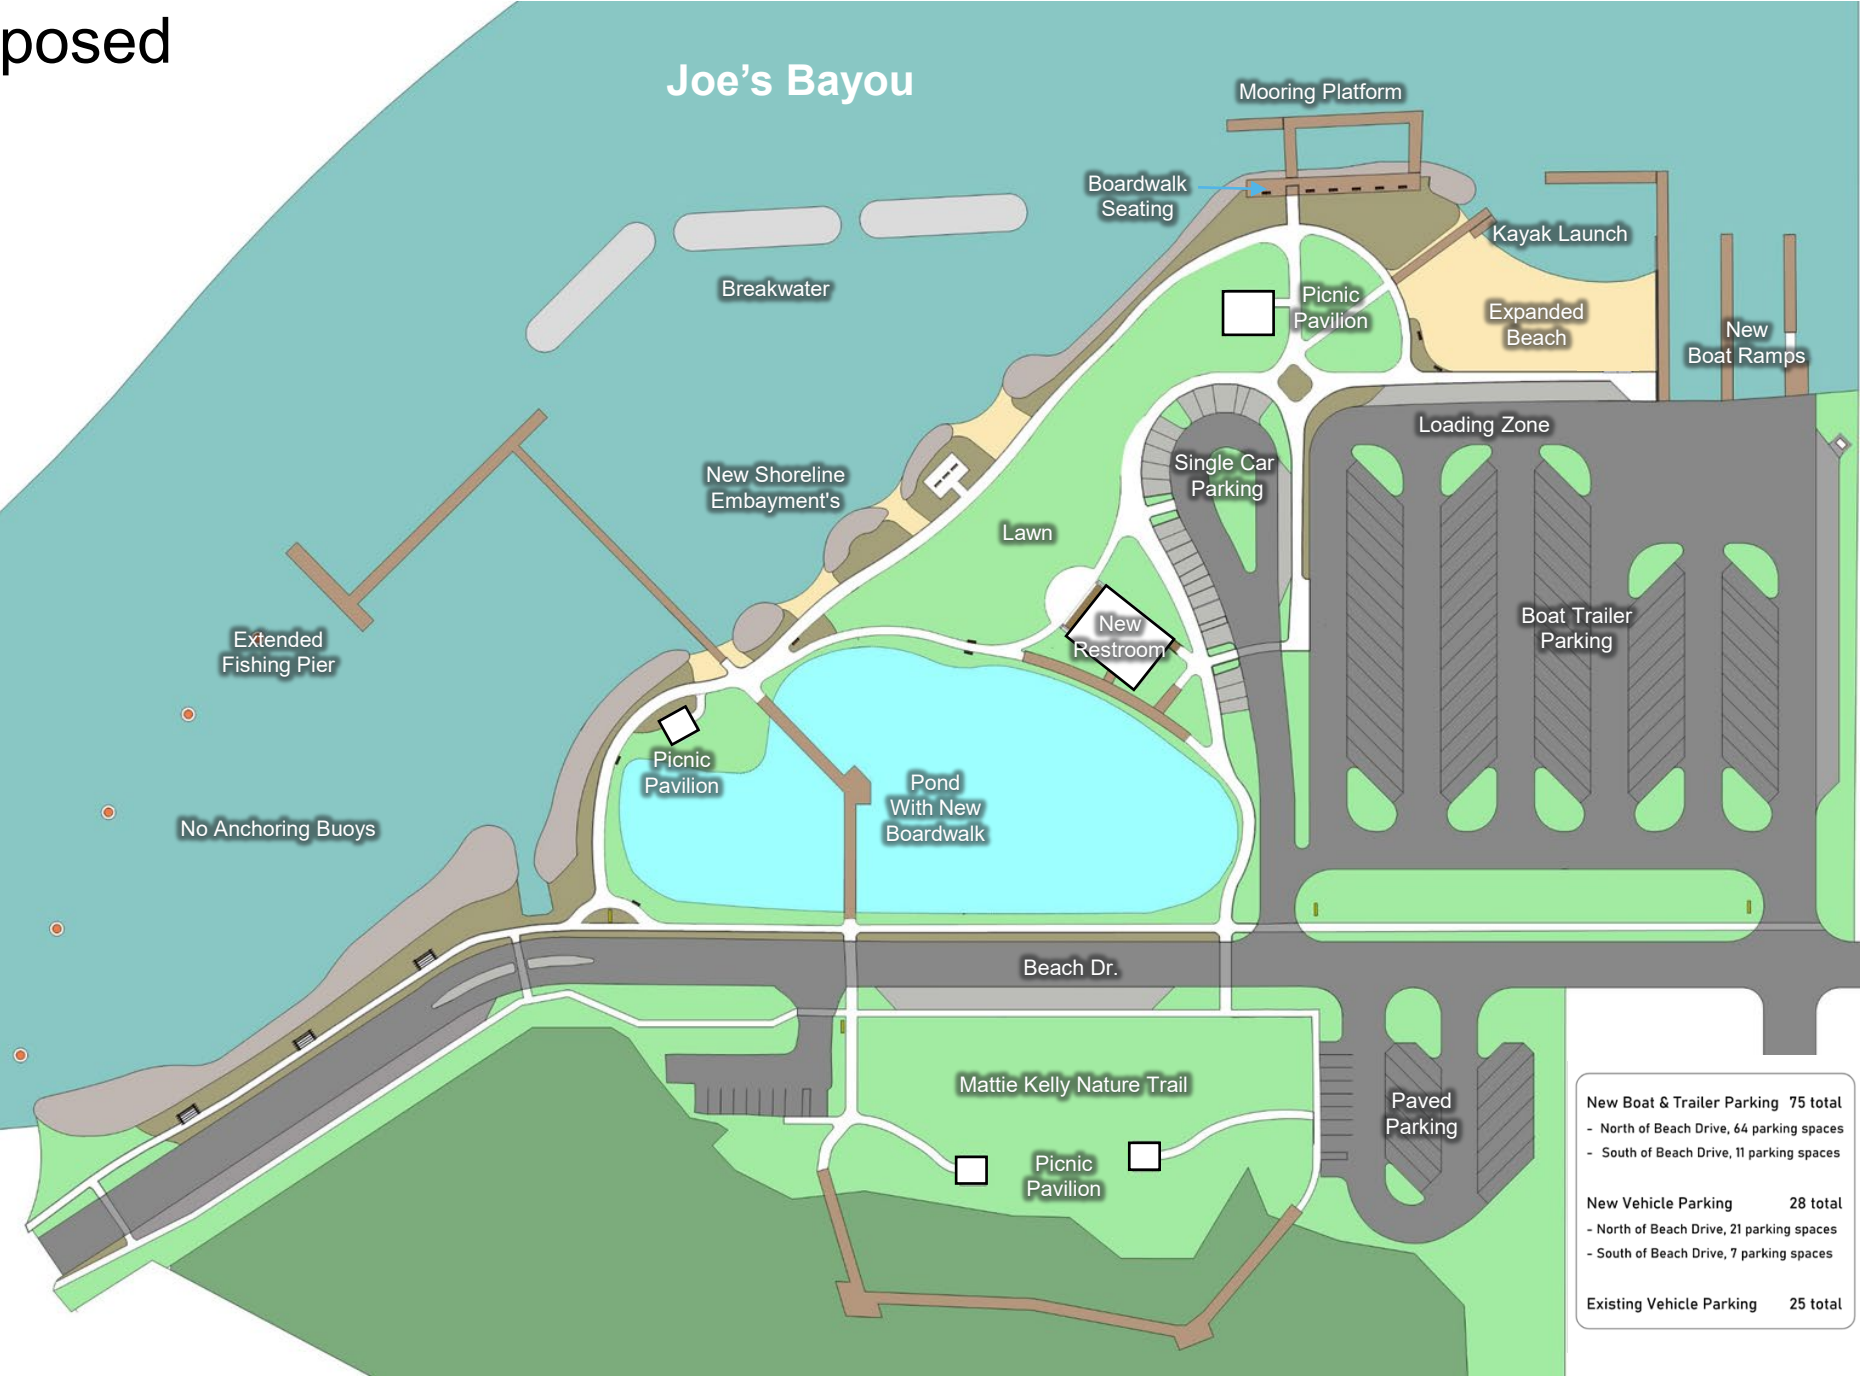 posed
Joe's Bayou
Mooring Platform
Boardwalk
Seating
Kayak Launch
Breakwater
Picnic
Pavilion
Expanded
Beach
New
Boat Ramps
Loading Zone
Single Car
Parking
New Shoreline
Embayment's
Lawn
New
Restroom
Boat Trailer
Parking
Extended
Fishing Pier
Picnic
Pavilion
Pond
With New
Boardwalk
No Anchoring Buoys
Beach Dr.
Mattie Kelly Nature Trail
Paved
Parking
Picnic
Pavilion
New Boat & Trailer Parking 75 total
- North of Beach Drive, 64 parking spaces
- South of Beach Drive, 11 parking spaces
New Vehicle Parking 28 total
- North of Beach Drive, 21 parking spaces
- South of Beach Drive, 7 parking spaces
Existing Vehicle Parking 25 total